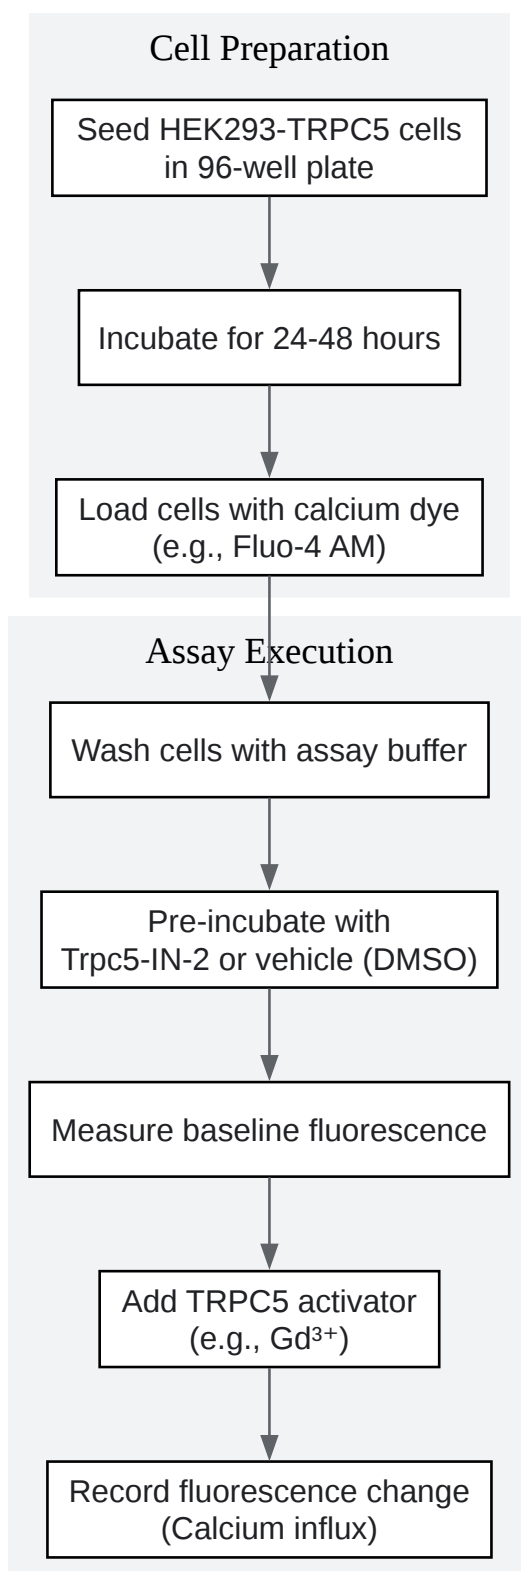 Cell Preparation
Seed HEK293-TRPC5 cells
in 96-well plate
Incubate for 24-48 hours
Load cells with calcium dye
(e.g., Fluo-4 AM)
Assay Execution
Wash cells with assay buffer
Pre-incubate with
Trpc5-IN-2 or vehicle (DMSO)
Measure baseline fluorescence
Add TRPC5 activator
(e.g., Gd³⁺)
Record fluorescence change
(Calcium influx)